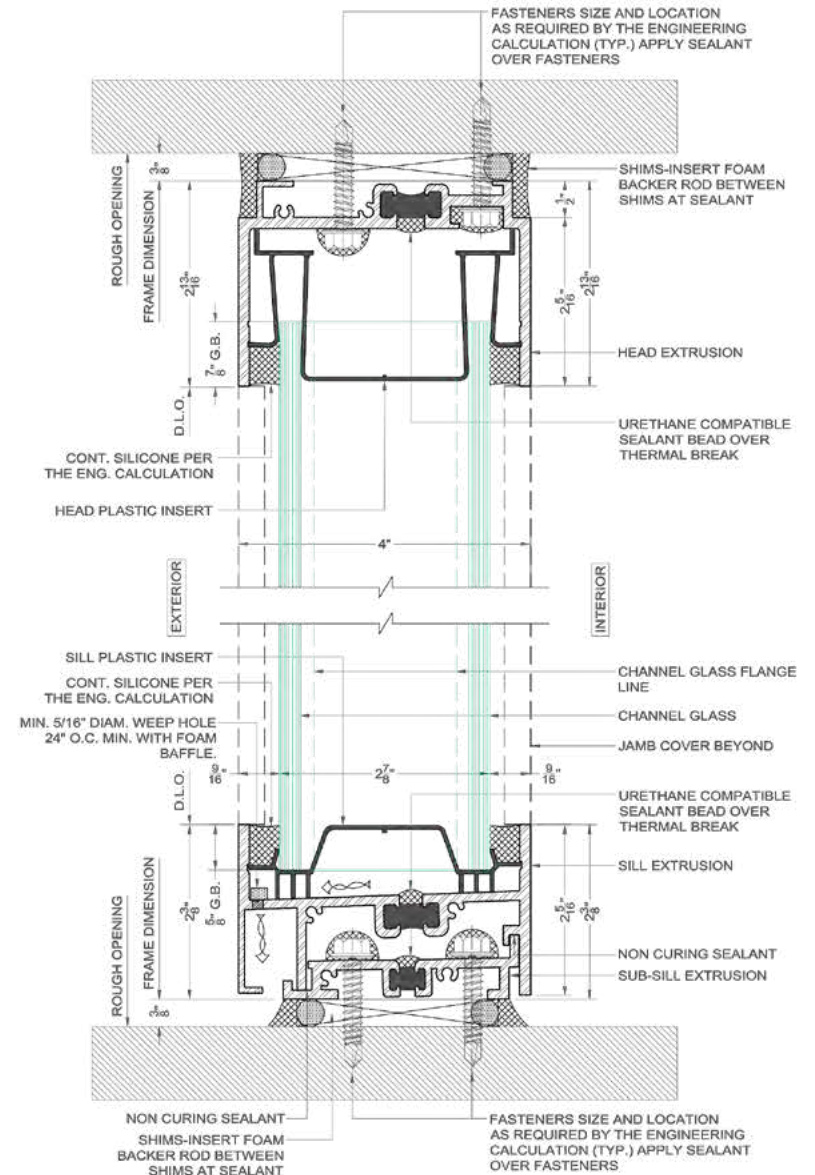 FASTENERS SIZE AND LOCATION
AS REQUIRED BY THE ENGINEERING
CALCULATION (TYP.) APPLY SEALANT
OVER FASTENERS
3/8"
ROUGH OPENING
FRAME DIMENSION
2 13/16"
7/8" G.B.
D.L.O.
SHIMS-INSERT FOAM
BACKER ROD BETWEEN
SHIMS AT SEALANT
1/2"
2 5/16"
2 13/16"
HEAD EXTRUSION
URETHANE COMPATIBLE
SEALANT BEAD OVER
THERMAL BREAK
CONT. SILICONE PER
THE ENG. CALCULATION
HEAD PLASTIC INSERT
4"
EXTERIOR
INTERIOR
SILL PLASTIC INSERT
CONT. SILICONE PER
THE ENG. CALCULATION
MIN. 5/16" DIAM. WEEP HOLE
24" O.C. MIN. WITH FOAM
BAFFLE.
CHANNEL GLASS FLANGE
LINE
CHANNEL GLASS
JAMB COVER BEYOND
9/16"
2 7/8"
9/16"
D.L.O.
URETHANE COMPATIBLE
SEALANT BEAD OVER
THERMAL BREAK
SILL EXTRUSION
ROUGH OPENING
FRAME DIMENSION
2 3/8"
5/8" G.B.
2 5/16"
2 3/8"
3/8"
NON CURING SEALANT
SUB-SILL EXTRUSION
NON CURING SEALANT
SHIMS-INSERT FOAM
BACKER ROD BETWEEN
SHIMS AT SEALANT
FASTENERS SIZE AND LOCATION
AS REQUIRED BY THE ENGINEERING
CALCULATION (TYP.) APPLY SEALANT
OVER FASTENERS